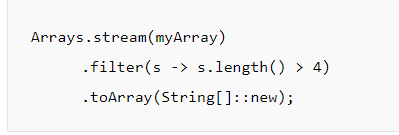 Arrays.stream(myArray)
.filter(s -> s.length() > 4)
.toArray(String[]::new);